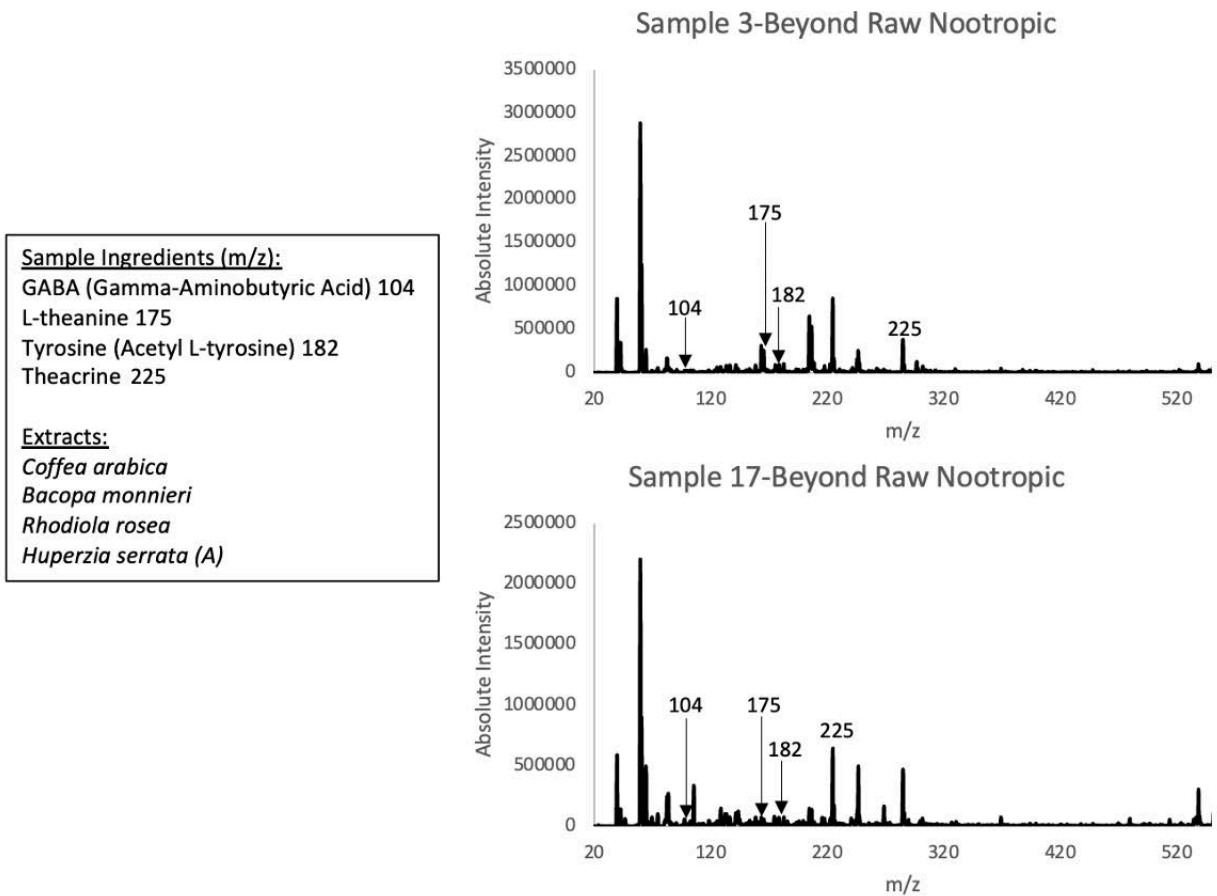 Sample 3-Beyond Raw Nootropic
3500000
3000000
2500000
2000000
1500000
1000000
500000
0
Absolute Intensity
104
175
182
225
20
120
220
320
420
520
m/z
Sample Ingredients (m/z):
GABA (Gamma-Aminobutyric Acid) 104
L-theanine 175
Tyrosine (Acetyl L-tyrosine) 182
Theacrine 225
Extracts:
Coffea arabica
Bacopa monnieri
Rhodiola rosea
Huperzia serrata (A)
Sample 17-Beyond Raw Nootropic
2500000
2000000
1500000
1000000
500000
0
Absolute Intensity
104
175
182
225
20
120
220
320
420
520
m/z